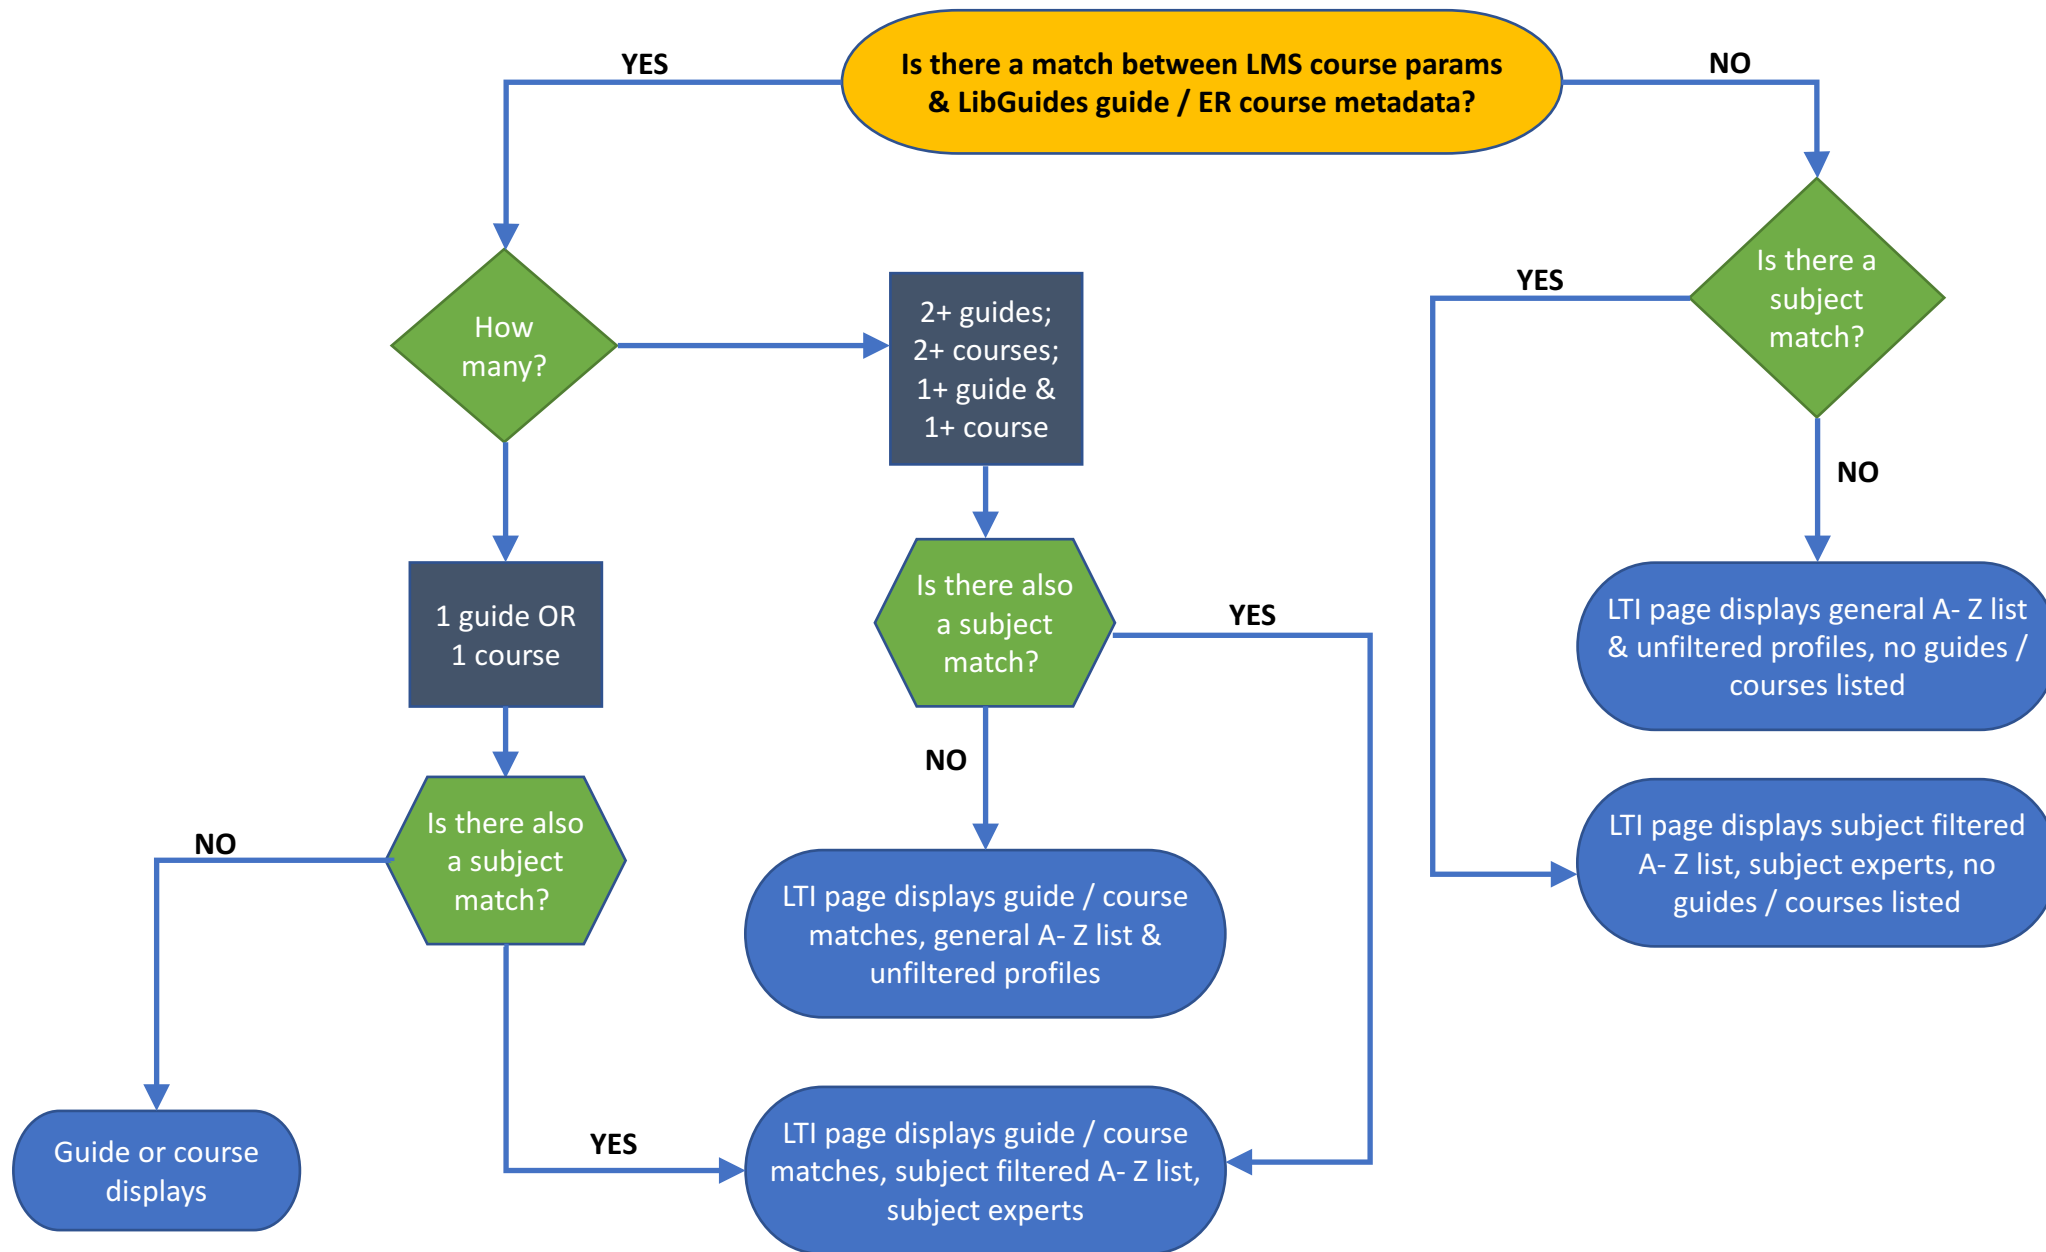 Is there a match between LMS course params
& LibGuides guide / ER course metadata?
YES
NO
How
many?
2+ guides;
2+ courses;
1+ guide &
1+ course
YES
Is there a
subject
match?
NO
1 guide OR
1 course
Is there also
a subject
match?
YES
LTI page displays general A- Z list
& unfiltered profiles, no guides /
courses listed
NO
Is there also
a subject
match?
NO
LTI page displays subject filtered
A- Z list, subject experts, no
guides / courses listed
LTI page displays guide / course
matches, general A- Z list &
unfiltered profiles
Guide or course
displays
YES
LTI page displays guide / course
matches, subject filtered A- Z list,
subject experts